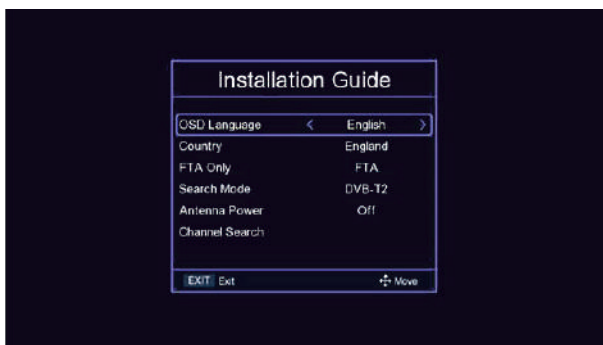 Installation Guide
OSD Language < English >
Country England
FTA Only FTA
Search Mode DVB-T2
Antenna Power Off
Channel Search
EXIT Exit Move